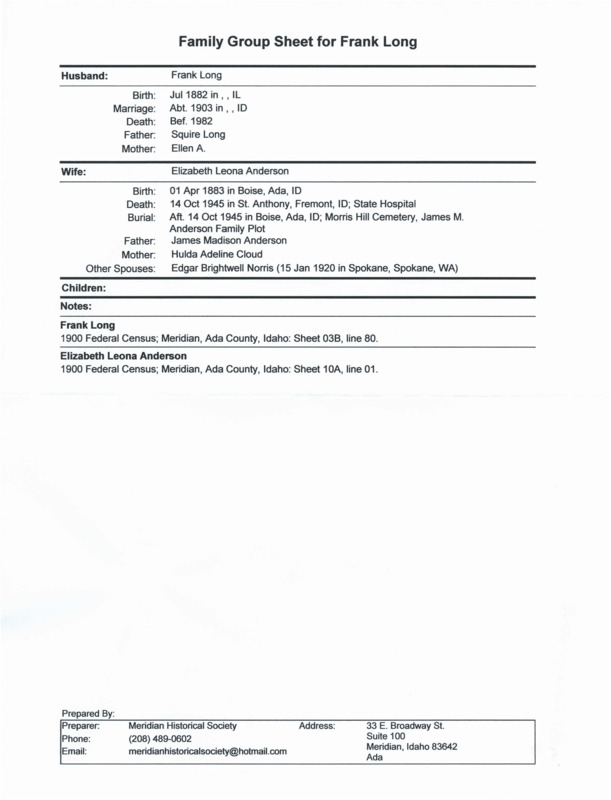 Family Group Sheet for Frank Long
Husband: Frank Long
Birth: Jul 1882 in , , IL
Marriage: Abt. 1903 in , , ID
Death: Bef. 1982
Father: Squire Long
Mother: Ellen A.
Wife: Elizabeth Leona Anderson
Birth: 01 Apr 1883 in Boise, Ada, ID
Death: 14 Oct 1945 in St. Anthony, Fremont, ID; State Hospital
Burial: Aft. 14 Oct 1945 in Boise, Ada, ID; Morris Hill Cemetery, James M.
Anderson Family Plot
Father: James Madison Anderson
Mother: Hulda Adeline Cloud
Other Spouses: Edgar Brightwell Norris (15 Jan 1920 in Spokane, Spokane, WA)
Children:
Notes:
Frank Long
1900 Federal Census; Meridian, Ada County, Idaho: Sheet 03B, line 80.
Elizabeth Leona Anderson
1900 Federal Census; Meridian, Ada County, Idaho: Sheet 10A, line 01.
Prepared By:
Preparer: Meridian Historical Society Address: 33 E. Broadway St.
Phone: (208) 489-0602 Suite 100
Email: meridianhistoricalsociety@hotmail.com Meridian, Idaho 83642
Ada